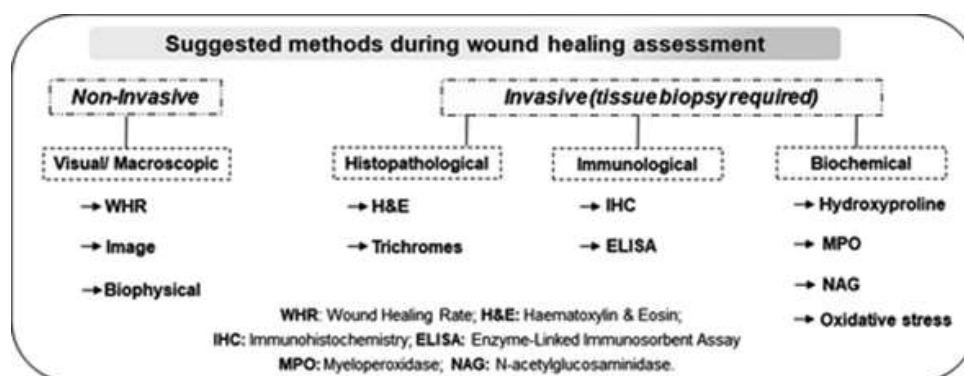 Suggested methods during wound healing assessment
Non-Invasive
Invasive(tissue biopsy required)
Visual/ Macroscopic
Histopathological
Immunological
Biochemical
WHR
H&E
IHC
Hydroxyproline
Image
Trichromes
ELISA
MPO
Biophysical
NAG
Oxidative stress
WHR: Wound Healing Rate; H&E: Haematoxylin & Eosin;
IHC: Immunohistochemistry; ELISA: Enzyme-Linked Immunosorbent Assay
MPO: Myeloperoxidase; NAG: N-acetylglucosaminidase.